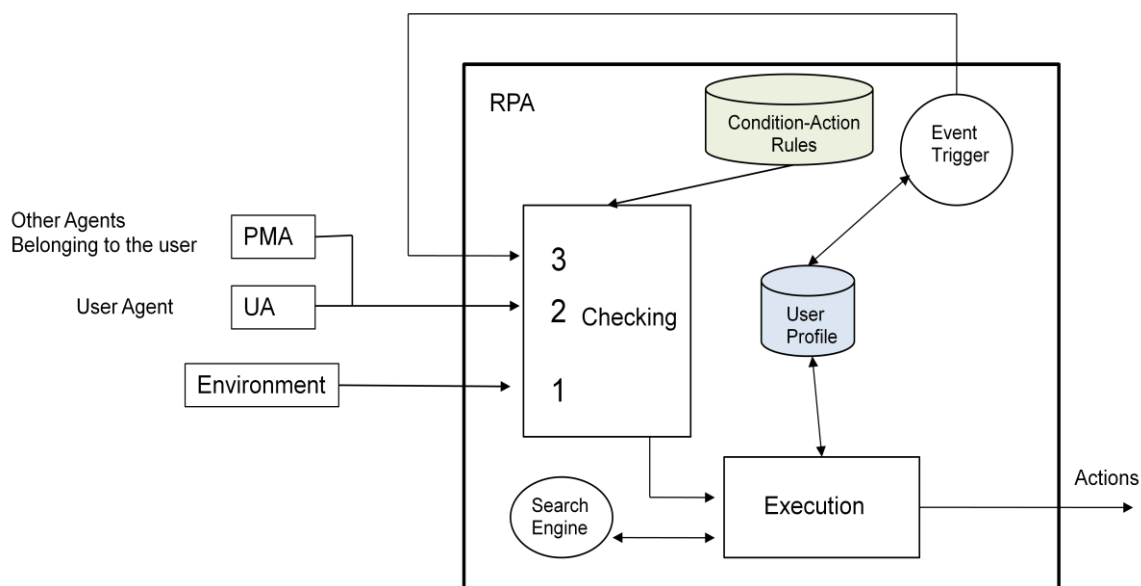 RPA
Condition-Action
Rules
Event
Trigger
Other Agents
Belonging to the user
PMA
User Agent
UA
Environment
3
2
Checking
1
User
Profile
Search
Engine
Execution
Actions